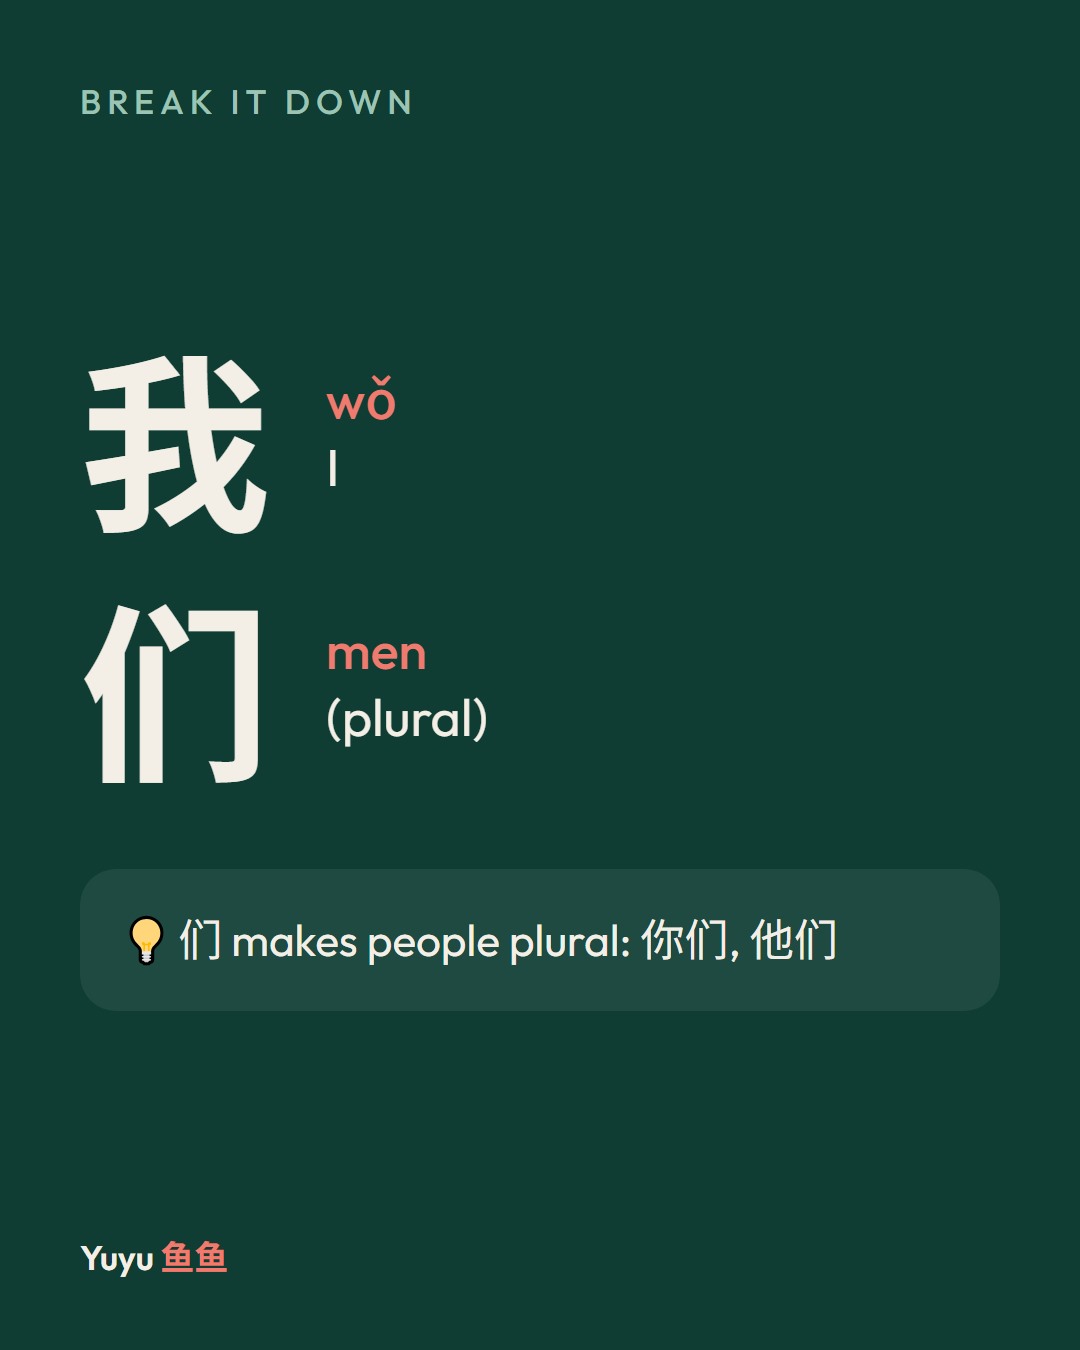 BREAK IT DOWN
我
wǒ
I
们
men
(plural)
💡 们 makes people plural: 你们, 他们
Yuyu 鱼鱼